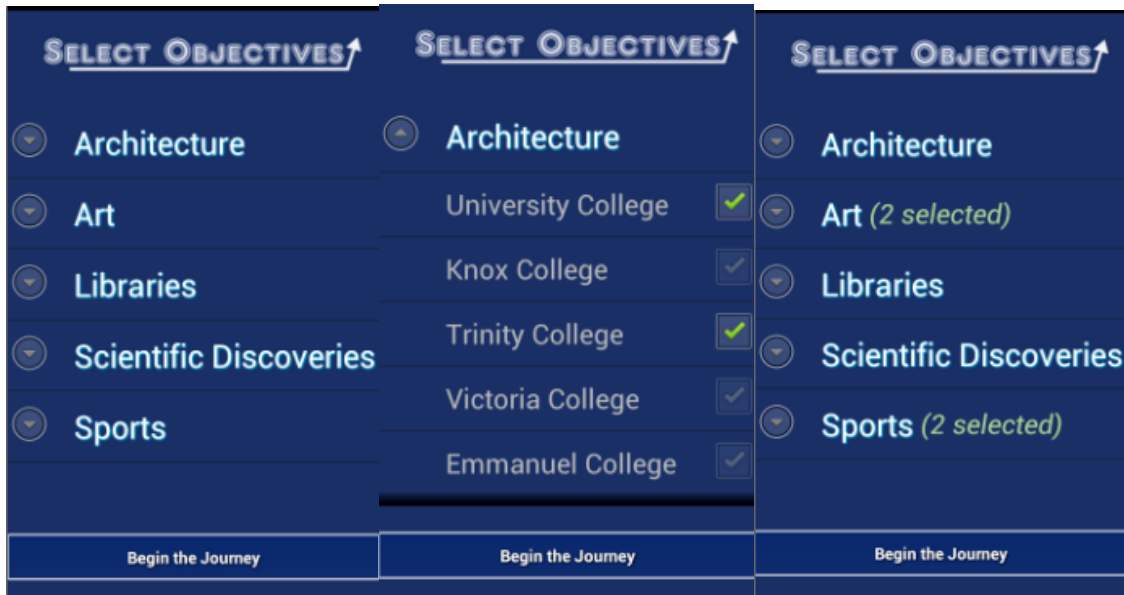 SELECT OBJECTIVES
Architecture
Art
Libraries
Scientific Discoveries
Sports
Begin the Journey
SELECT OBJECTIVES
Architecture
University College
Knox College
Trinity College
Victoria College
Emmanuel College
Begin the Journey
SELECT OBJECTIVES
Architecture
Art (2 selected)
Libraries
Scientific Discoveries
Sports (2 selected)
Begin the Journey